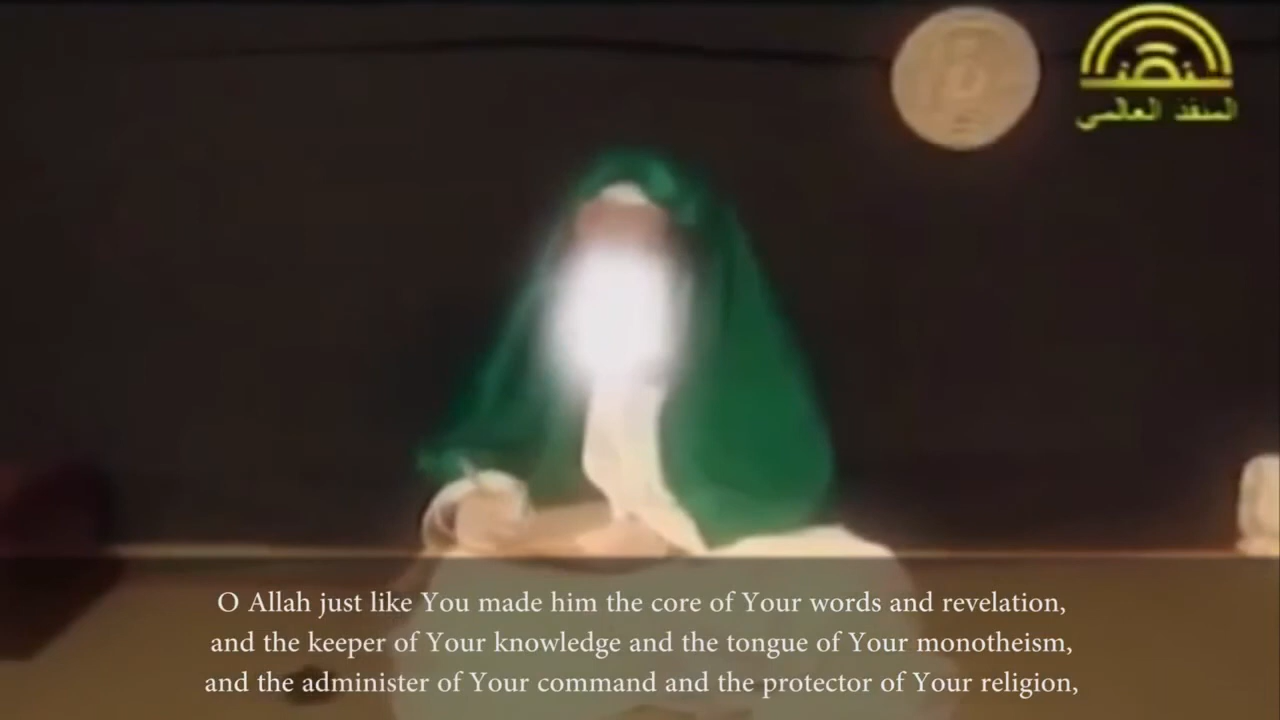 المنقذ العالمي
O Allah just like You made him the core of Your words and revelation,
and the keeper of Your knowledge and the tongue of Your monotheism,
and the administer of Your command and the protector of Your religion,